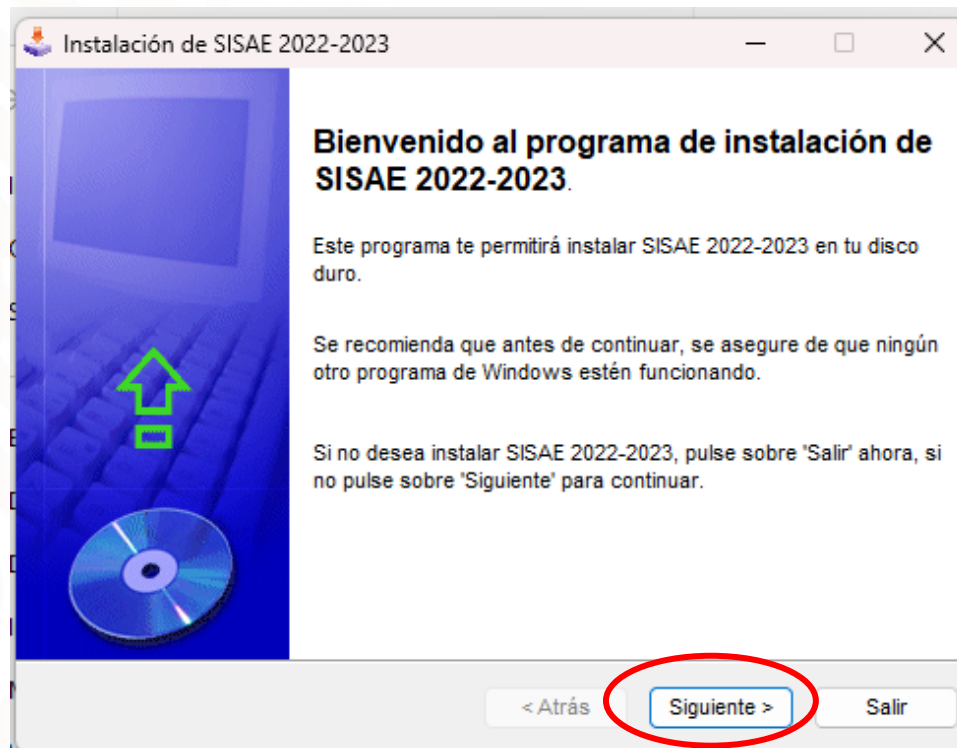 Instalación de SISAE 2022-2023
Bienvenido al programa de instalación de
SISAE 2022-2023.
Este programa te permitirá instalar SISAE 2022-2023 en tu disco
duro.
Se recomienda que antes de continuar, se asegure de que ningún
otro programa de Windows estén funcionando.
Si no desea instalar SISAE 2022-2023, pulse sobre 'Salir' ahora, si
no pulse sobre 'Siguiente' para continuar.
< Atrás
Siguiente >
Salir